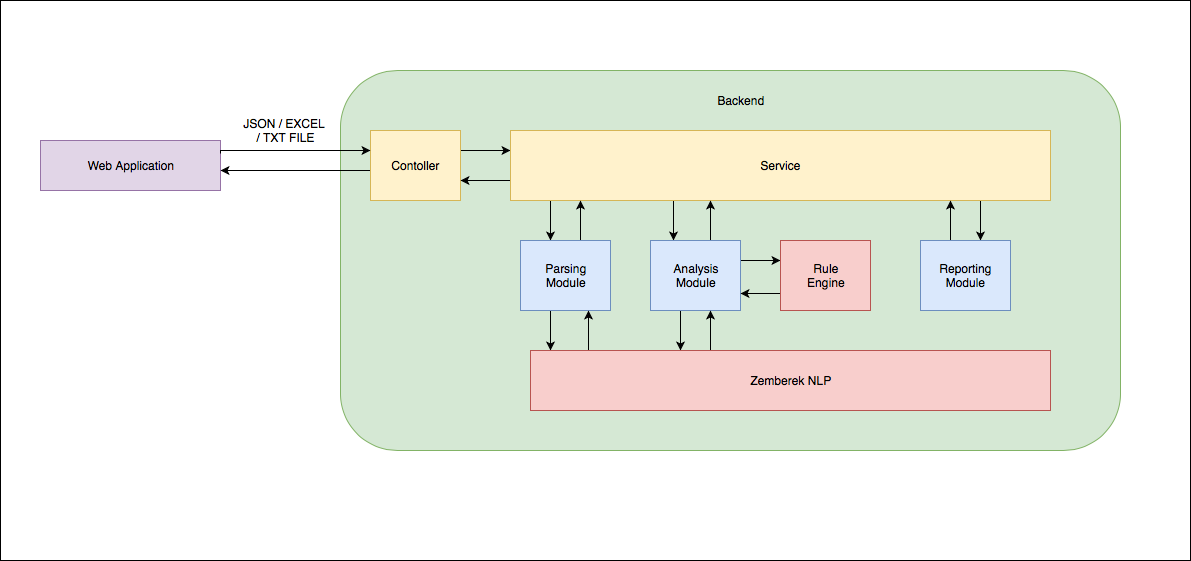 Backend
JSON / EXCEL
/ TXT FILE
Web Application
Contoller
Service
Parsing
Module
Analysis
Module
Rule
Engine
Reporting
Module
Zemberek NLP